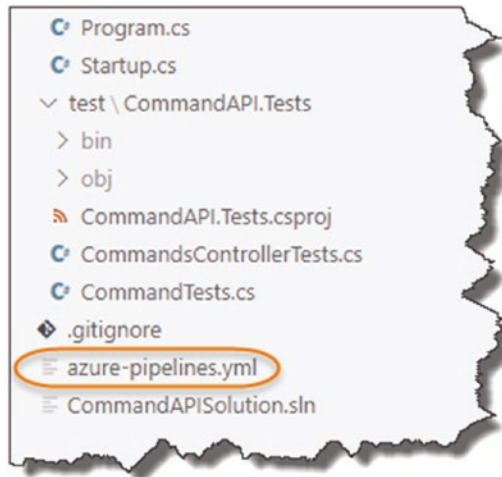 Program.cs
Startup.cs
test \ CommandAPI.Tests
bin
obj
CommandAPI.Tests.csproj
CommandsControllerTests.cs
CommandTests.cs
.gitignore
azure-pipelines.yml
CommandAPISolution.sln